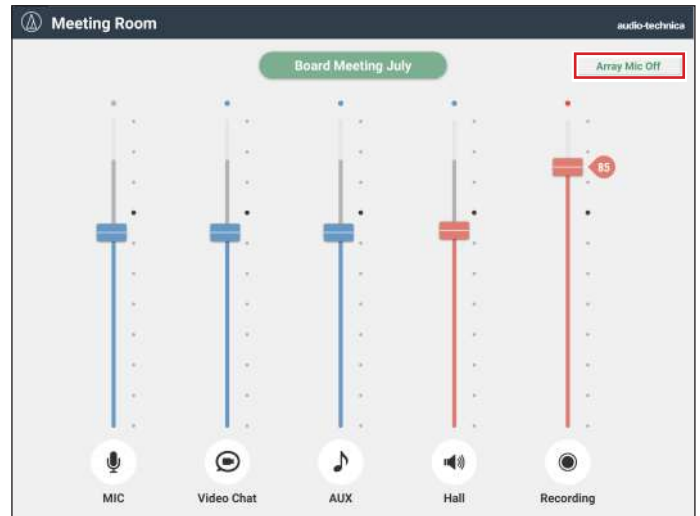 Meeting Room
audio-technica
Board Meeting July
Array Mic Off
85
MIC
Video Chat
AUX
Hall
Recording